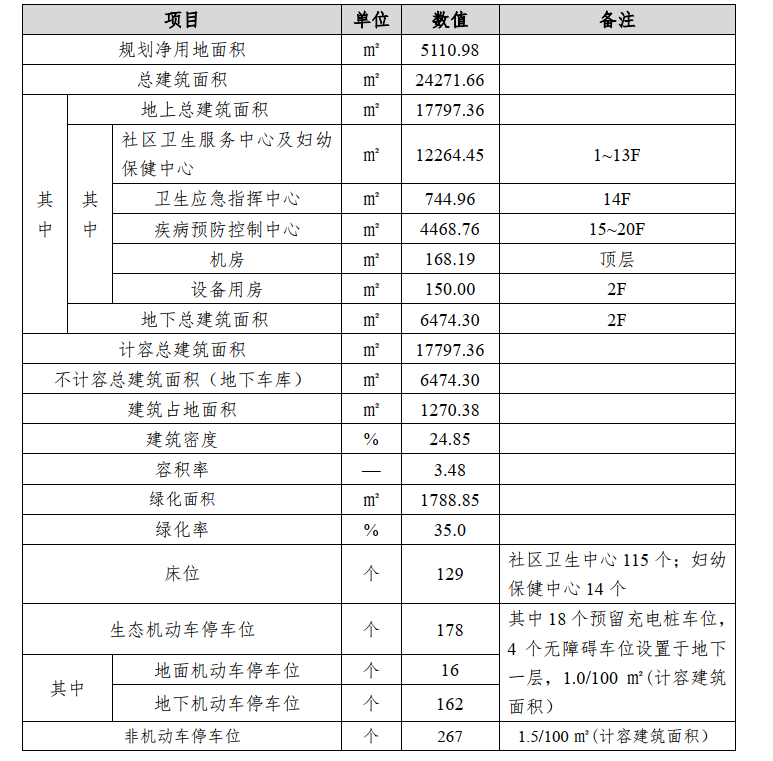 项目 单位 数值 备注
规划净用地面积 ㎡ 5110.98
总建筑面积 ㎡ 24271.66
其中
地上总建筑面积 ㎡ 17797.36
其中
社区卫生服务中心及妇幼
保健中心 ㎡ 12264.45 1~13F
卫生应急指挥中心 ㎡ 744.96 14F
疾病预防控制中心 ㎡ 4468.76 15~20F
机房 ㎡ 168.19 顶层
设备用房 ㎡ 150.00 2F
地下总建筑面积 ㎡ 6474.30 2F
计容总建筑面积 ㎡ 17797.36
不计容总建筑面积（地下车库） ㎡ 6474.30
建筑占地面积 ㎡ 1270.38
建筑密度 % 24.85
容积率 — 3.48
绿化面积 ㎡ 1788.85
绿化率 % 35.0
床位 个 129 社区卫生中心 115 个；妇幼
保健中心 14 个
生态机动车停车位 个 178 其中 18 个预留充电桩车位，
4 个无障碍车位设置于地下
一层，1.0/100 ㎡(计容建筑
面积）
其中
地面机动车停车位 个 16
地下机动车停车位 个 162
非机动车停车位 个 267 1.5/100 ㎡(计容建筑面积）